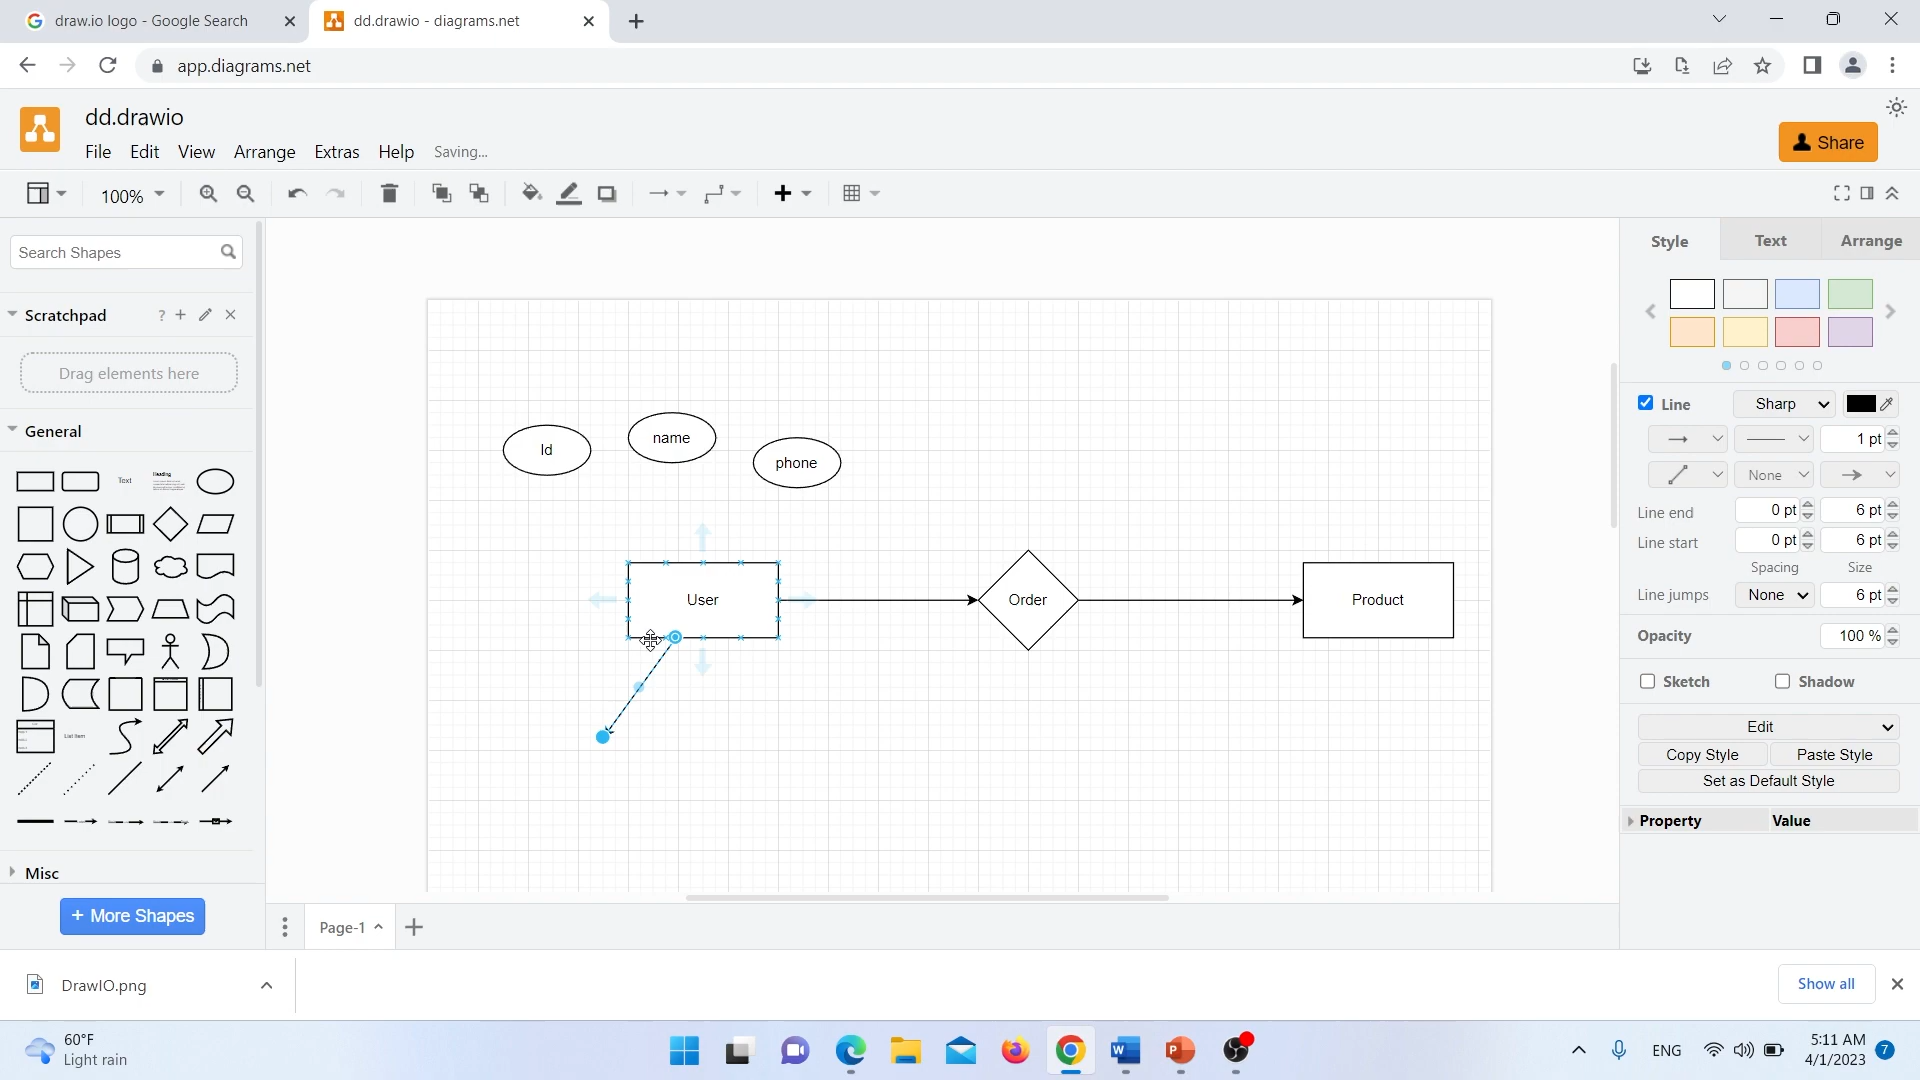 draw.io logo - Google Search
dd.drawio - diagrams.net
app.diagrams.net
dd.drawio
File Edit View Arrange Extras Help Saving...
Share
100%
Search Shapes
Style Text Arrange
Scratchpad ?
Drag elements here
General
Text
Heading
List Item
Misc
+ More Shapes
Id
name
phone
User
Order
Product
Line Sharp
1 pt
None
Line end 0 pt 6 pt
Line start 0 pt 6 pt
Spacing Size
Line jumps None 6 pt
Opacity 100 %
Sketch Shadow
Edit
Copy Style Paste Style
Set as Default Style
Property Value
Page-1
DrawIO.png
Show all
60°F
Light rain
W
P
ENG
5:11 AM
4/1/2023
7